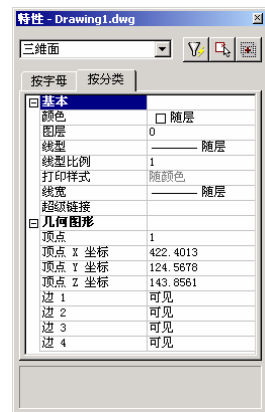 特性 - Drawing1.dwg
三维面
按字母 按分类
基本
颜色 随层
图层 0
线型 随层
线型比例 1
打印样式 随颜色
线宽 随层
超级链接
几何图形
顶点 1
顶点 X 坐标 422.4013
顶点 Y 坐标 124.5678
顶点 Z 坐标 143.8561
边 1 可见
边 2 可见
边 3 可见
边 4 可见